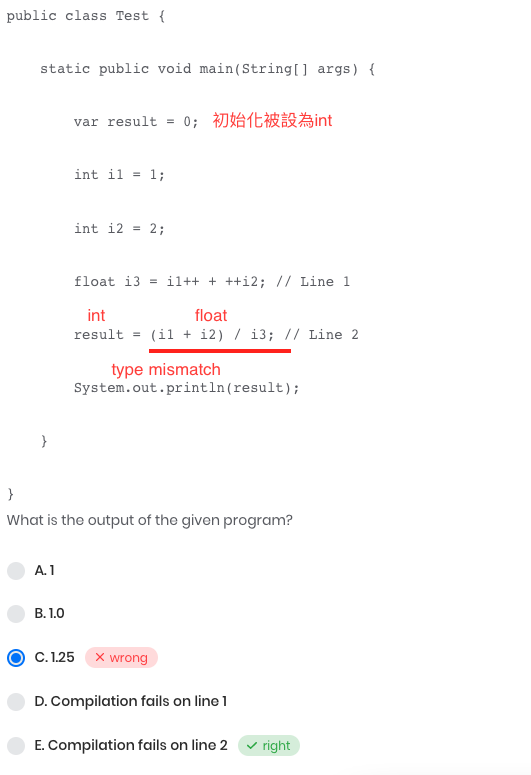 public class Test {
static public void main(String[] args) {
var result = 0; 初始化被設為int
int i1 = 1;
int i2 = 2;
float i3 = i1++ + ++i2; // Line 1
int float
result = (i1 + i2) / i3; // Line 2
type mismatch
System.out.println(result);
}
}
What is the output of the given program?
A. 1
B. 1.0
C. 1.25 × wrong
D. Compilation fails on line 1
E. Compilation fails on line 2 ✓ right